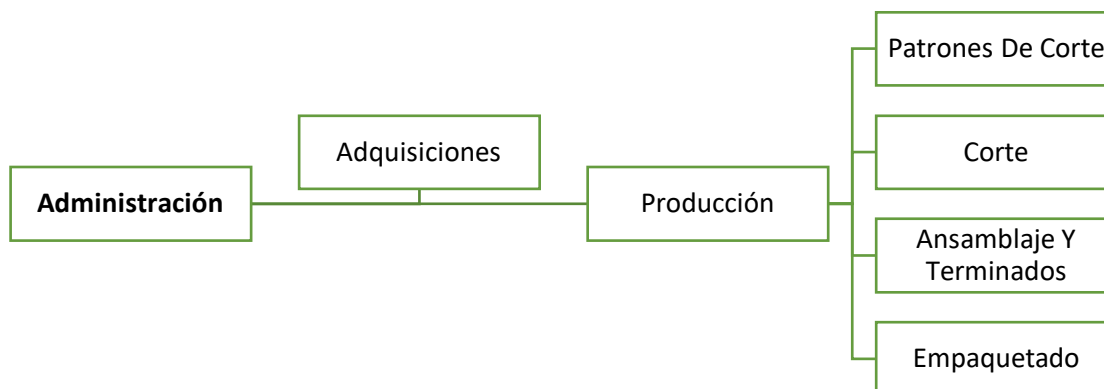 Administración
Adquisiciones
Producción
Patrones De Corte
Corte
Ansamblaje Y
Terminados
Empaquetado